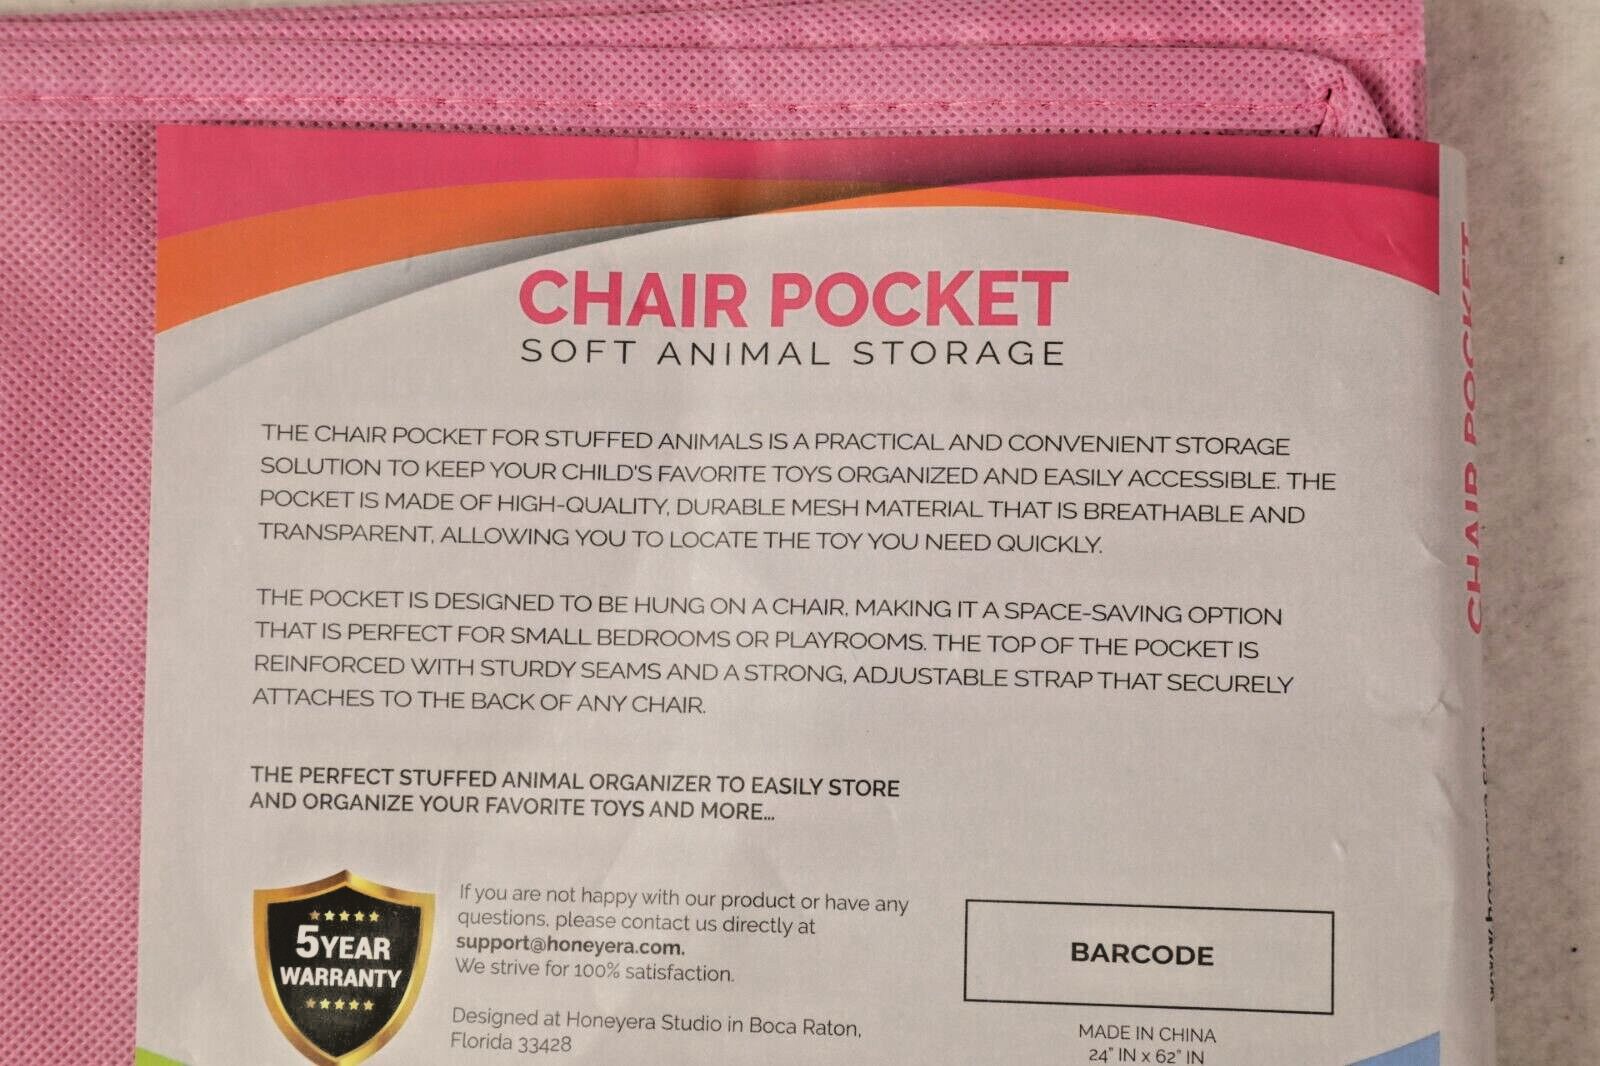 CHAIR POCKET
SOFT ANIMAL STORAGE
THE CHAIR POCKET FOR STUFFED ANIMALS IS A PRACTICAL AND CONVENIENT STORAGE
SOLUTION TO KEEP YOUR CHILD'S FAVORITE TOYS ORGANIZED AND EASILY ACCESSIBLE. THE
POCKET IS MADE OF HIGH-QUALITY, DURABLE MESH MATERIAL THAT IS BREATHABLE AND
TRANSPARENT, ALLOWING YOU TO LOCATE THE TOY YOU NEED QUICKLY.
THE POCKET IS DESIGNED TO BE HUNG ON A CHAIR, MAKING IT A SPACE-SAVING OPTION
THAT IS PERFECT FOR SMALL BEDROOMS OR PLAYROOMS. THE TOP OF THE POCKET IS
REINFORCED WITH STURDY SEAMS AND A STRONG, ADJUSTABLE STRAP THAT SECURELY
ATTACHES TO THE BACK OF ANY CHAIR.
THE PERFECT STUFFED ANIMAL ORGANIZER TO EASILY STORE
AND ORGANIZE YOUR FAVORITE TOYS AND MORE...
5 YEAR
WARRANTY
If you are not happy with our product or have any
questions, please contact us directly at
support@honeyera.com.
We strive for 100% satisfaction.
Designed at Honeyera Studio in Boca Raton,
Florida 33428
BARCODE
MADE IN CHINA
24" IN x 62" IN
CHAIR POCKET
www.honeyera.com